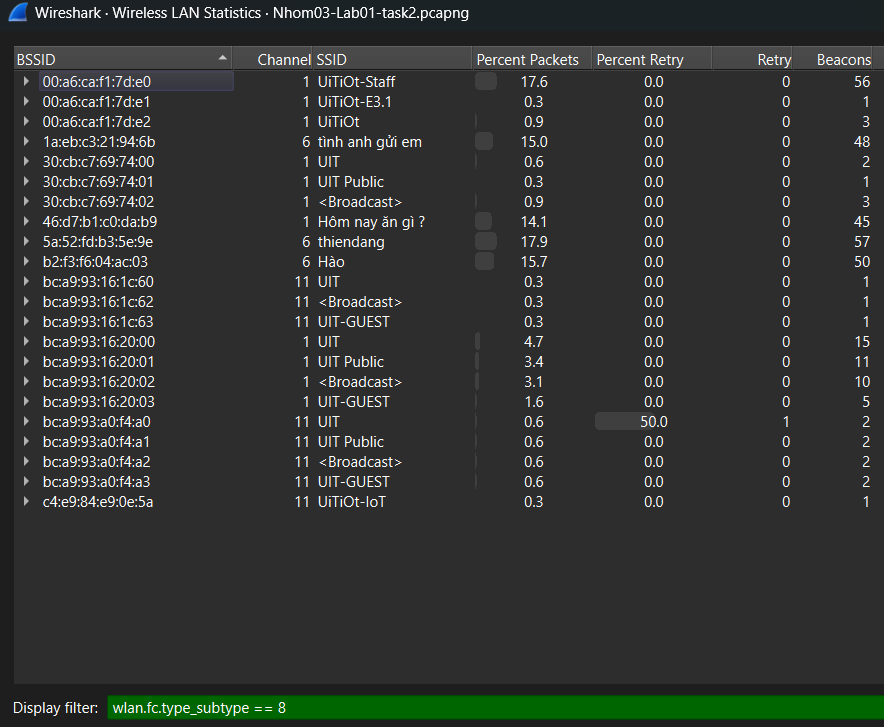 Wireshark · Wireless LAN Statistics · Nhom03-Lab01-task2.pcapng
BSSID Channel SSID Percent Packets Percent Retry Retry Beacons
00:a6:ca:f1:7d:e0 1 UiTiOt-Staff 17.6 0.0 0 56
00:a6:ca:f1:7d:e1 1 UiTiOt-E3.1 0.3 0.0 0 1
00:a6:ca:f1:7d:e2 1 UiTiOt 0.9 0.0 0 3
1a:eb:c3:21:94:6b 6 tình anh gửi em 15.0 0.0 0 48
30:cb:c7:69:74:00 1 UIT 0.6 0.0 0 2
30:cb:c7:69:74:01 1 UIT Public 0.3 0.0 0 1
30:cb:c7:69:74:02 1 <Broadcast> 0.9 0.0 0 3
46:d7:b1:c0:da:b9 1 Hôm nay ăn gì ? 14.1 0.0 0 45
5a:52:fd:b3:5e:9e 6 thiendang 17.9 0.0 0 57
b2:f3:f6:04:ac:03 6 Hào 15.7 0.0 0 50
bc:a9:93:16:1c:60 11 UIT 0.3 0.0 0 1
bc:a9:93:16:1c:62 11 <Broadcast> 0.3 0.0 0 1
bc:a9:93:16:1c:63 11 UIT-GUEST 0.3 0.0 0 1
bc:a9:93:16:20:00 1 UIT 4.7 0.0 0 15
bc:a9:93:16:20:01 1 UIT Public 3.4 0.0 0 11
bc:a9:93:16:20:02 1 <Broadcast> 3.1 0.0 0 10
bc:a9:93:16:20:03 1 UIT-GUEST 1.6 0.0 0 5
bc:a9:93:a0:f4:a0 11 UIT 0.6 50.0 1 2
bc:a9:93:a0:f4:a1 11 UIT Public 0.6 0.0 0 2
bc:a9:93:a0:f4:a2 11 <Broadcast> 0.6 0.0 0 2
bc:a9:93:a0:f4:a3 11 UIT-GUEST 0.6 0.0 0 2
c4:e9:84:e9:0e:5a 11 UiTiOt-IoT 0.3 0.0 0 1
Display filter: wlan.fc.type_subtype == 8